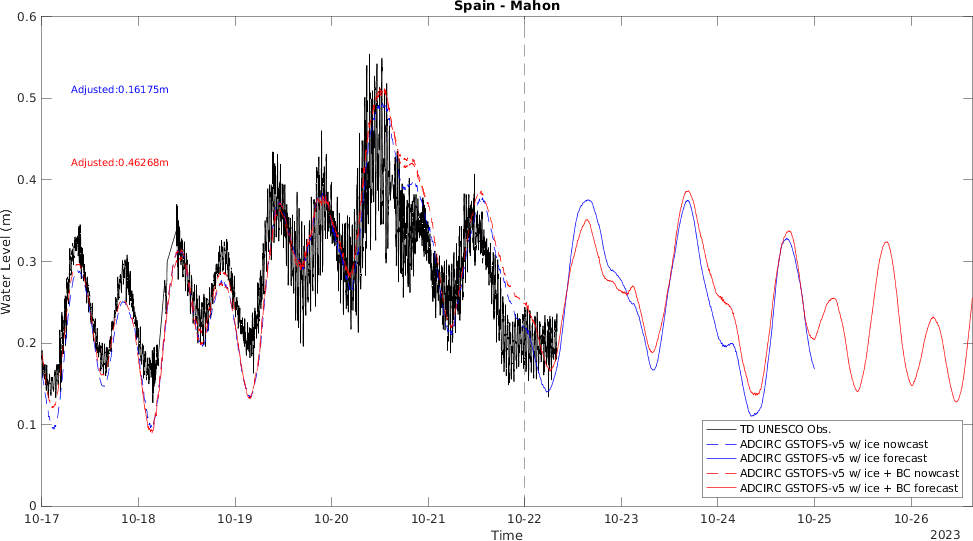 Spain - Mahon
0.6
0.5
0.4
0.3
0.2
0.1
0
Water Level (m)
Adjusted:0.16175m
Adjusted:0.46268m
TD UNESCO Obs.
ADCIRC GSTOFS-v5 w/ ice nowcast
ADCIRC GSTOFS-v5 w/ ice forecast
ADCIRC GSTOFS-v5 w/ ice + BC nowcast
ADCIRC GSTOFS-v5 w/ ice + BC forecast
10-17 10-18 10-19 10-20 10-21 10-22 10-23 10-24 10-25 10-26
Time
2023